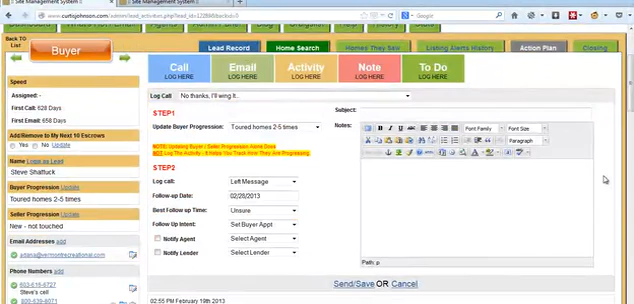 Site Management System
Site Management System
www.curtisjohnson.com/admin/lead_activities.php?lead_id=122896&backid=0
Google
Back TO
List
Buyer
Lead Record
Home Search
Homes They Saw
Listing Alerts History
Action Plan
Closing
Call
LOG HERE
Email
LOG HERE
Activity
LOG HERE
Note
LOG HERE
To Do
LOG HERE
Speed
Assigned: -
First Call: 628 Days
First Email: 658 Days
Add/Remove to My Next 10 Escrows
Yes No Update
Name Login as Lead
Steve Shattuck
Buyer Progression Update
Toured homes 2-5 times
Seller Progression Update
New - not touched
Email Addresses add
Phone Numbers add
603-616-6727
Steve's cell
800-639-8071
Log Call No thanks, I'll wing it..
STEP1
Update Buyer Progression: Toured homes 2-5 times
NOTE: Updating Buyer / Seller Progression Alone Does
NOT Log The Activity - It Helps You Track How They Are Progressing.
STEP2
Log call: Left Message
Follow-up Date: 02/28/2013
Best Follow up Time: Unsure
Follow Up Intent: Set Buyer Appt
Notify Agent Select Agent
Notify Lender Select Lender
Subject:
Notes:
Font Family Font Size
Paragraph
Path: p
Send/Save OR Cancel
02:55 PM February 19th 2013